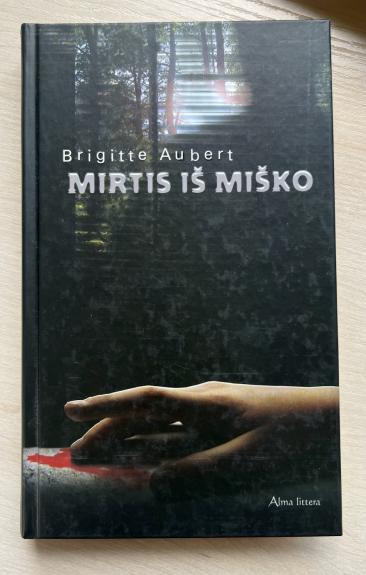 Brigitte Aubert
MIRTIS IŠ MIŠKO
Alma littera